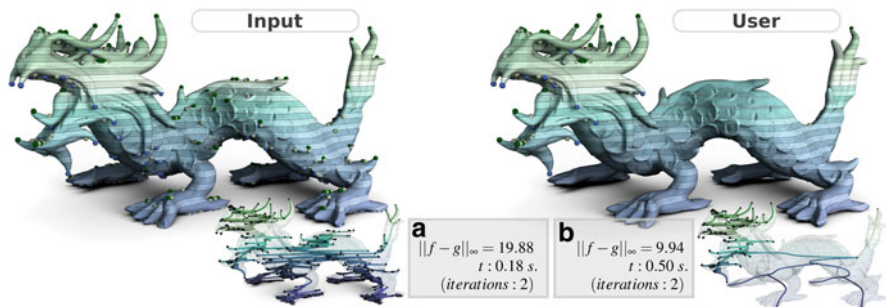 Input
User
a
||f − g||∞ = 19.88
t : 0.18 s.
(iterations : 2)
b
||f − g||∞ = 9.94
t : 0.50 s.
(iterations : 2)